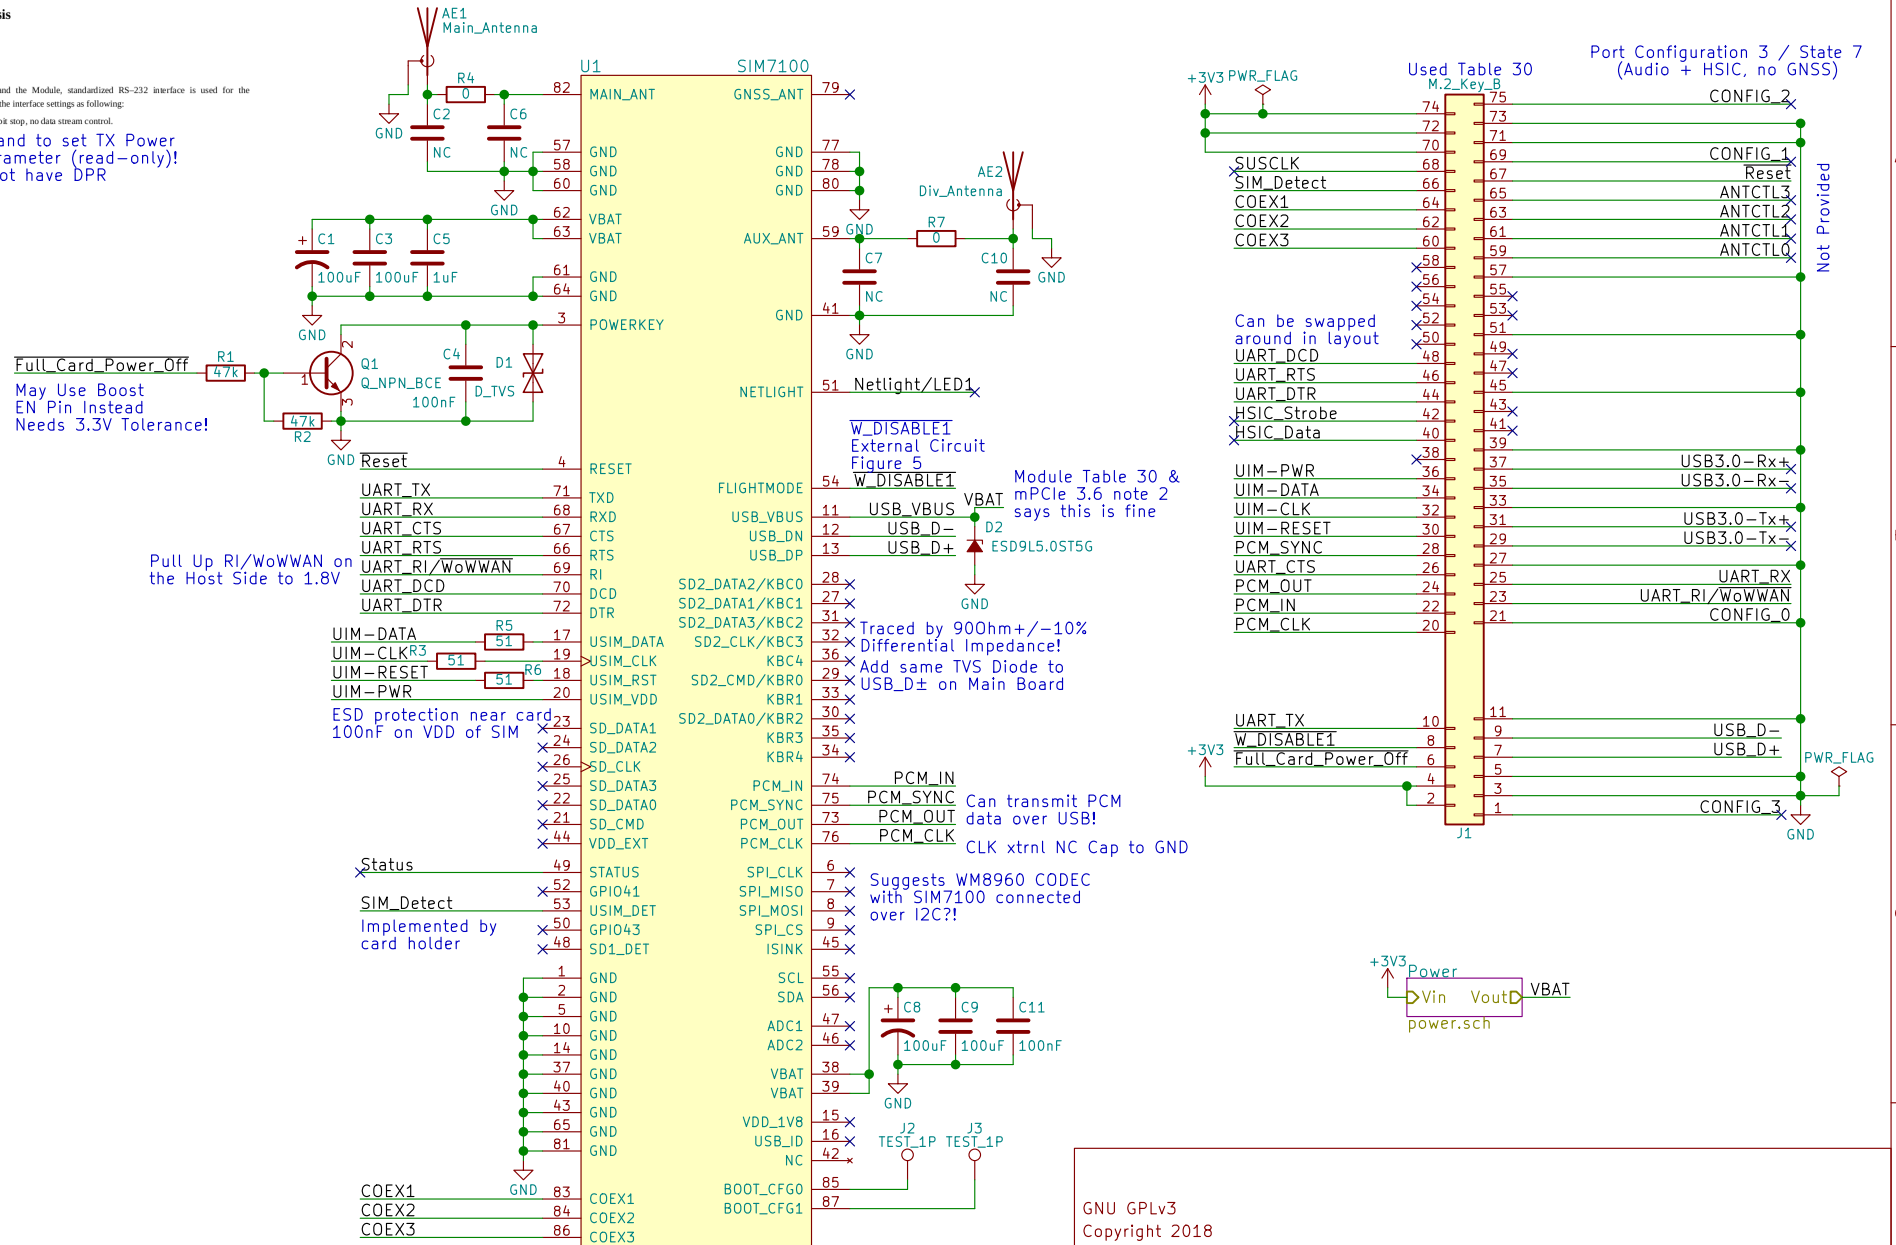 sis
and the Module, standardized RS-232 interface is used for the
the interface settings as following:
bit stop, no data stream control.
and to set TX Power
rameter (read-only)!
ot have DPR
AE1
Main_Antenna
R4
0
C2
NC
C6
NC
GND
GND
C1
100uF
C3
100uF
C5
1uF
GND
Full_Card_Power_Off
R1
47k
R2
47k
Q1
Q_NPN_BCE
1
2
3
C4
100nF
D1
D_TVS
GND
May Use Boost
EN Pin Instead
Needs 3.3V Tolerance!
Reset
UART_TX
UART_RX
UART_CTS
UART_RTS
UART_RI/WoWWAN
UART_DCD
UART_DTR
Pull Up RI/WoWWAN on
the Host Side to 1.8V
UIM-DATA
R5
51
UIM-CLK
R3
51
UIM-RESET
51
R6
UIM-PWR
ESD protection near card
100nF on VDD of SIM
Status
SIM_Detect
Implemented by
card holder
GND
COEX1
COEX2
COEX3
U1
SIM7100
82 MAIN_ANT
57 GND
58 GND
60 GND
62 VBAT
63 VBAT
61 GND
64 GND
3 POWERKEY
4 RESET
71 TXD
68 RXD
67 CTS
66 RTS
69 RI
70 DCD
72 DTR
17 USIM_DATA
19 USIM_CLK
18 USIM_RST
20 USIM_VDD
23 SD_DATA1
24 SD_DATA2
26 SD_CLK
25 SD_DATA3
22 SD_DATA0
21 SD_CMD
44 VDD_EXT
49 STATUS
52 GPIO41
53 USIM_DET
50 GPIO43
48 SD1_DET
1 GND
2 GND
5 GND
10 GND
14 GND
37 GND
40 GND
43 GND
65 GND
81 GND
83 COEX1
84 COEX2
86 COEX3
GNSS_ANT 79
GND 77
GND 78
GND 80
AUX_ANT 59
GND 41
NETLIGHT 51
FLIGHTMODE 54
USB_VBUS 11
USB_DN 12
USB_DP 13
SD2_DATA2/KBC0 28
SD2_DATA1/KBC1 27
SD2_DATA3/KBC2 31
SD2_CLK/KBC3 32
KBC4 36
SD2_CMD/KBR0 29
KBR1 33
SD2_DATA0/KBR2 30
KBR3 35
KBR4 34
PCM_IN 74
PCM_SYNC 75
PCM_OUT 73
PCM_CLK 76
SPI_CLK 6
SPI_MISO 7
SPI_MOSI 8
SPI_CS 9
ISINK 45
SCL 55
SDA 56
ADC1 47
ADC2 46
VBAT 38
VBAT 39
VDD_1V8 15
USB_ID 16
NC 42
BOOT_CFG0 85
BOOT_CFG1 87
GND
AE2
Div_Antenna
R7
0
C7
NC
C10
NC
GND
GND
Netlight/LED1
W_DISABLE1
External Circuit
Figure 5
W_DISABLE1
USB_VBUS
USB_D-
USB_D+
VBAT
D2
ESD9L5.0ST5G
GND
Module Table 30 &
mPCIe 3.6 note 2
says this is fine
Traced by 90Ohm+/-10%
Differential Impedance!
Add same TVS Diode to
USB_D± on Main Board
PCM_IN
PCM_SYNC
PCM_OUT
PCM_CLK
Can transmit PCM
data over USB!
CLK xtrnl NC Cap to GND
Suggests WM8960 CODEC
with SIM7100 connected
over I2C?!
C8
100uF
C9
100uF
C11
100nF
GND
J2
TEST_1P
J3
TEST_1P
Port Configuration 3 / State 7
(Audio + HSIC, no GNSS)
Used Table 30
M.2_Key_B
+3V3
PWR_FLAG
74
72
70
SUSCLK 68
SIM_Detect 66
COEX1 64
COEX2 62
COEX3 60
58
56
54
52
50
Can be swapped
around in layout
UART_DCD 48
UART_RTS 46
UART_DTR 44
HSIC_Strobe 42
HSIC_Data 40
38
UIM-PWR 36
UIM-DATA 34
UIM-CLK 32
UIM-RESET 30
PCM_SYNC 28
UART_CTS 26
PCM_OUT 24
PCM_IN 22
PCM_CLK 20
UART_TX 10
W_DISABLE1 8
Full_Card_Power_Off 6
+3V3
4
2
75 CONFIG_2
73
71
69 CONFIG_1
67 Reset
65 ANTCTL3
63 ANTCTL2
61 ANTCTL1
59 ANTCTL0
Not Provided
57
55
53
51
49
47
45
43
41
39
37 USB3.0-Rx+
35 USB3.0-Rx-
33
31 USB3.0-Tx+
29 USB3.0-Tx-
27
25 UART_RX
23 UART_RI/WoWWAN
21 CONFIG_0
11
9 USB_D-
7 USB_D+
5
3
1 CONFIG_3
PWR_FLAG
GND
J1
+3V3
Power
Vin Vout
VBAT
power.sch
GNU GPLv3
Copyright 2018